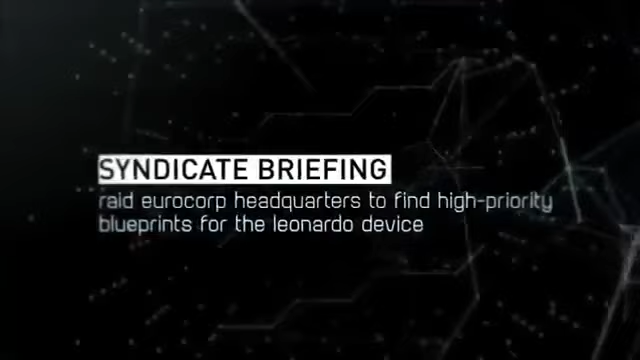 SYNDICATE BRIEFING
raid eurocorp headquarters to find high-priority
blueprints for the leonardo device